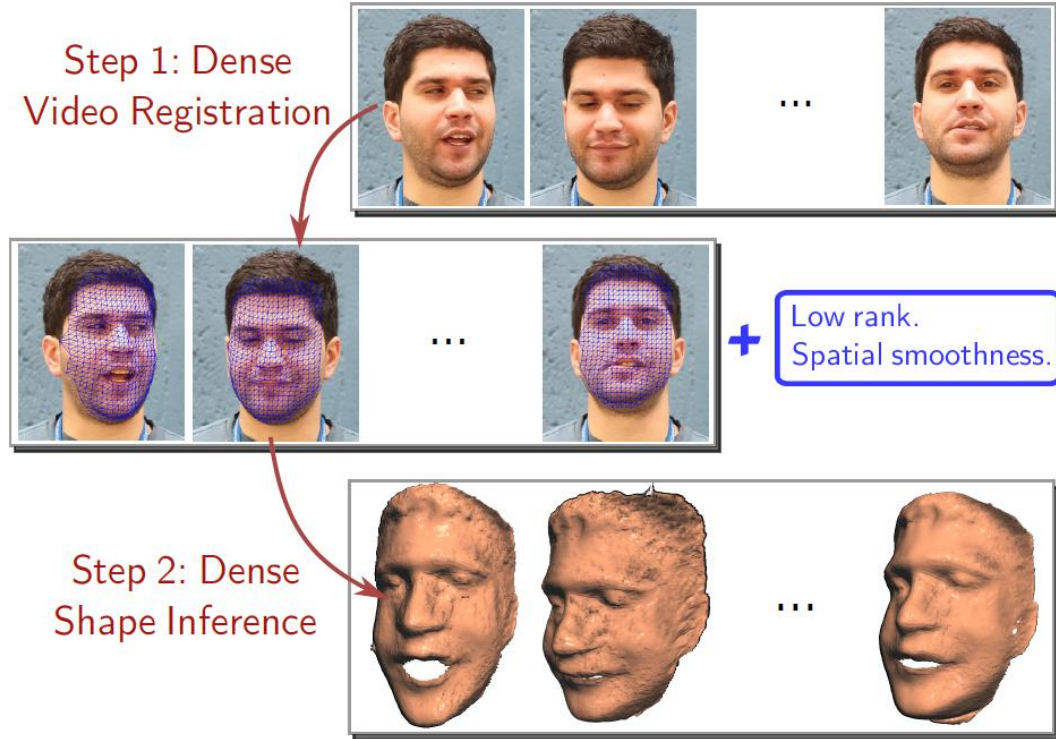 Step 1: Dense
Video Registration
...
...
+
Low rank.
Spatial smoothness.
Step 2: Dense
Shape Inference
...